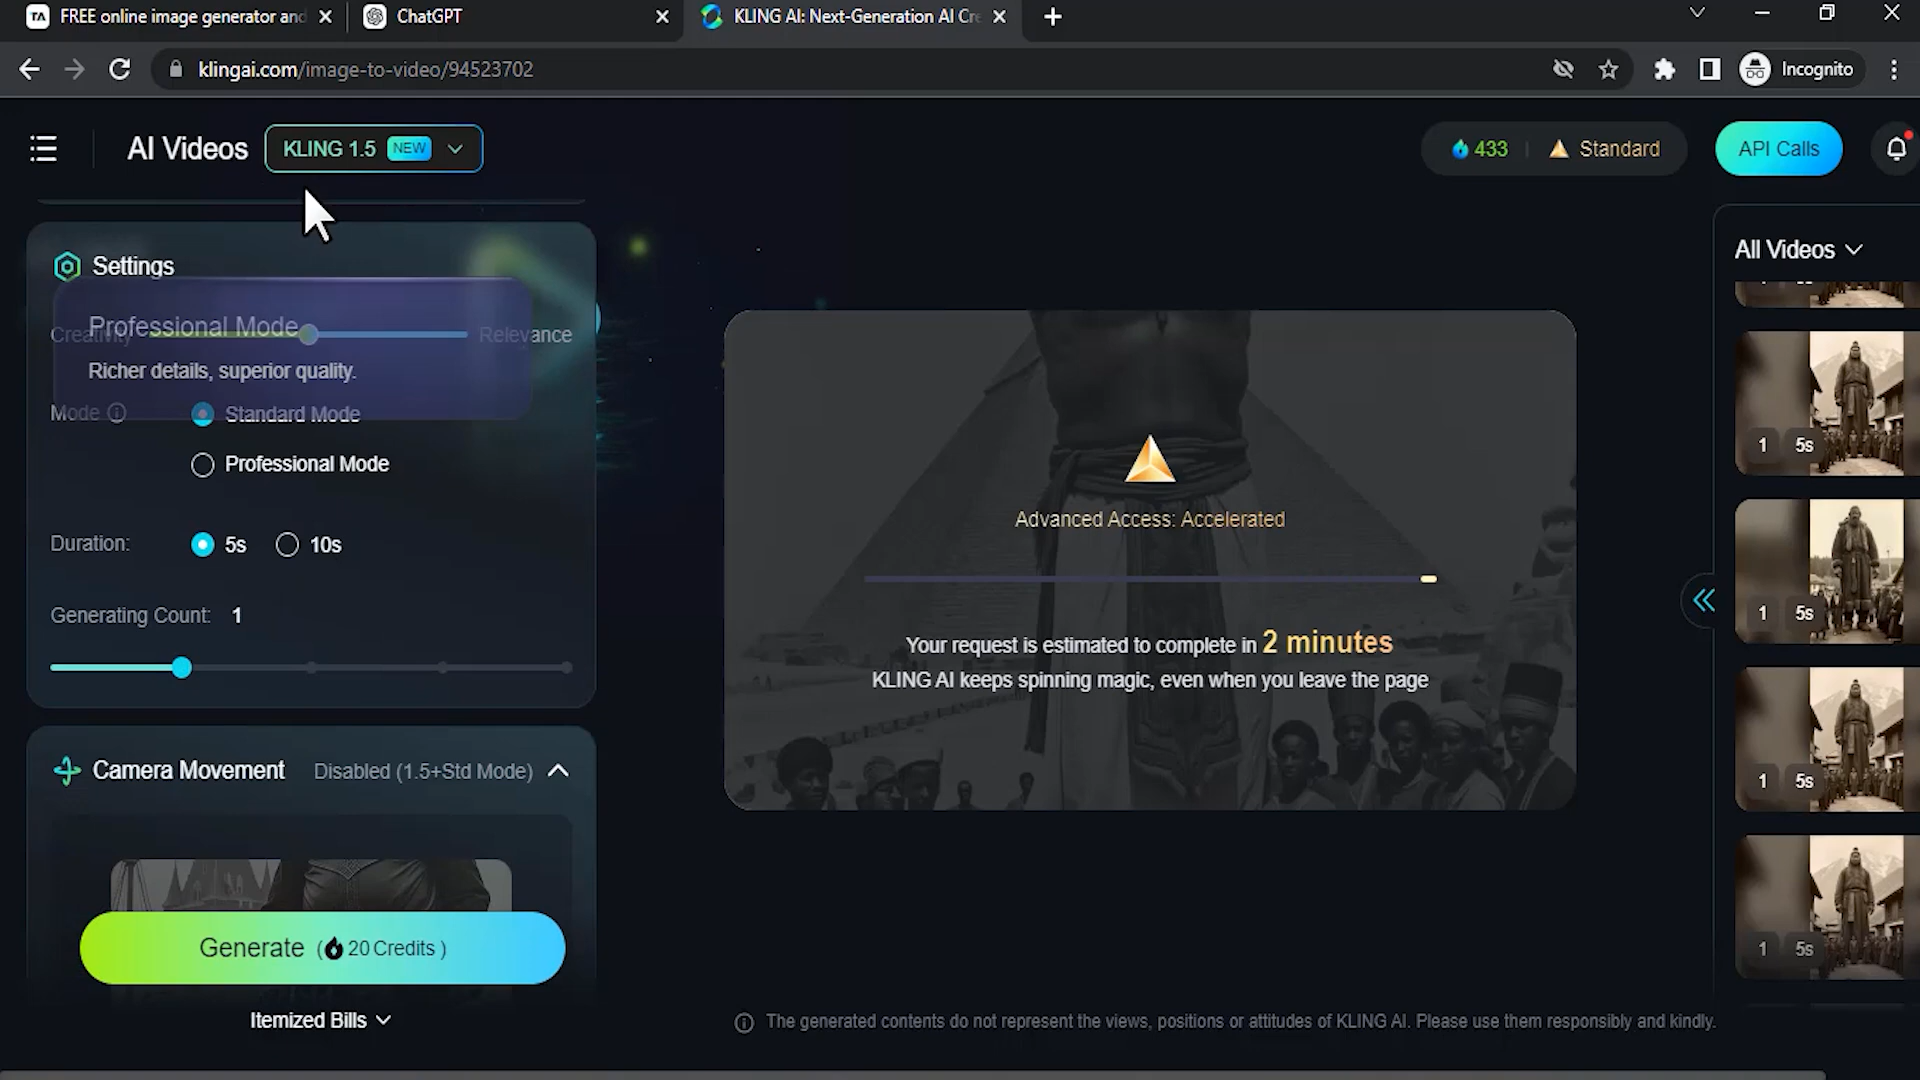 FREE online image generator and
ChatGPT
KLING AI: Next-Generation AI Cre
klingai.com/image-to-video/94523702
Incognito
AI Videos
KLING 1.5 NEW
433
Standard
API Calls
Settings
Professional Mode
Richer details, superior quality.
Creativity
Relevance
Mode
Standard Mode
Professional Mode
Duration:
5s
10s
Generating Count: 1
Camera Movement
Disabled (1.5+Std Mode)
Generate ( 20 Credits )
Itemized Bills
Advanced Access: Accelerated
Your request is estimated to complete in 2 minutes
KLING AI keeps spinning magic, even when you leave the page
The generated contents do not represent the views, positions or attitudes of KLING AI. Please use them responsibly and kindly.
All Videos
1 5s
1 5s
1 5s
1 5s